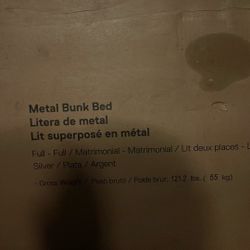 Metal Bunk Bed
Litera de metal
Lit superposé en métal
Full - Full / Matrimonial - Matrimonial / Lit deux places - L
Silver / Plata / Argent
- Gross Weight / Peso bruto / Poids brut: 121.2 lbs. ( 55 kg)